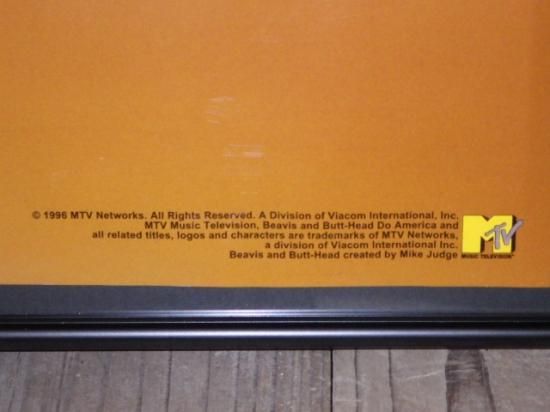 © 1996 MTV Networks. All Rights Reserved. A Division of Viacom International, Inc.
MTV Music Television, Beavis and Butt-Head Do America and
all related titles, logos and characters are trademarks of MTV Networks,
a division of Viacom International Inc.
Beavis and Butt-Head created by Mike Judge
MTV
MUSIC TELEVISION™